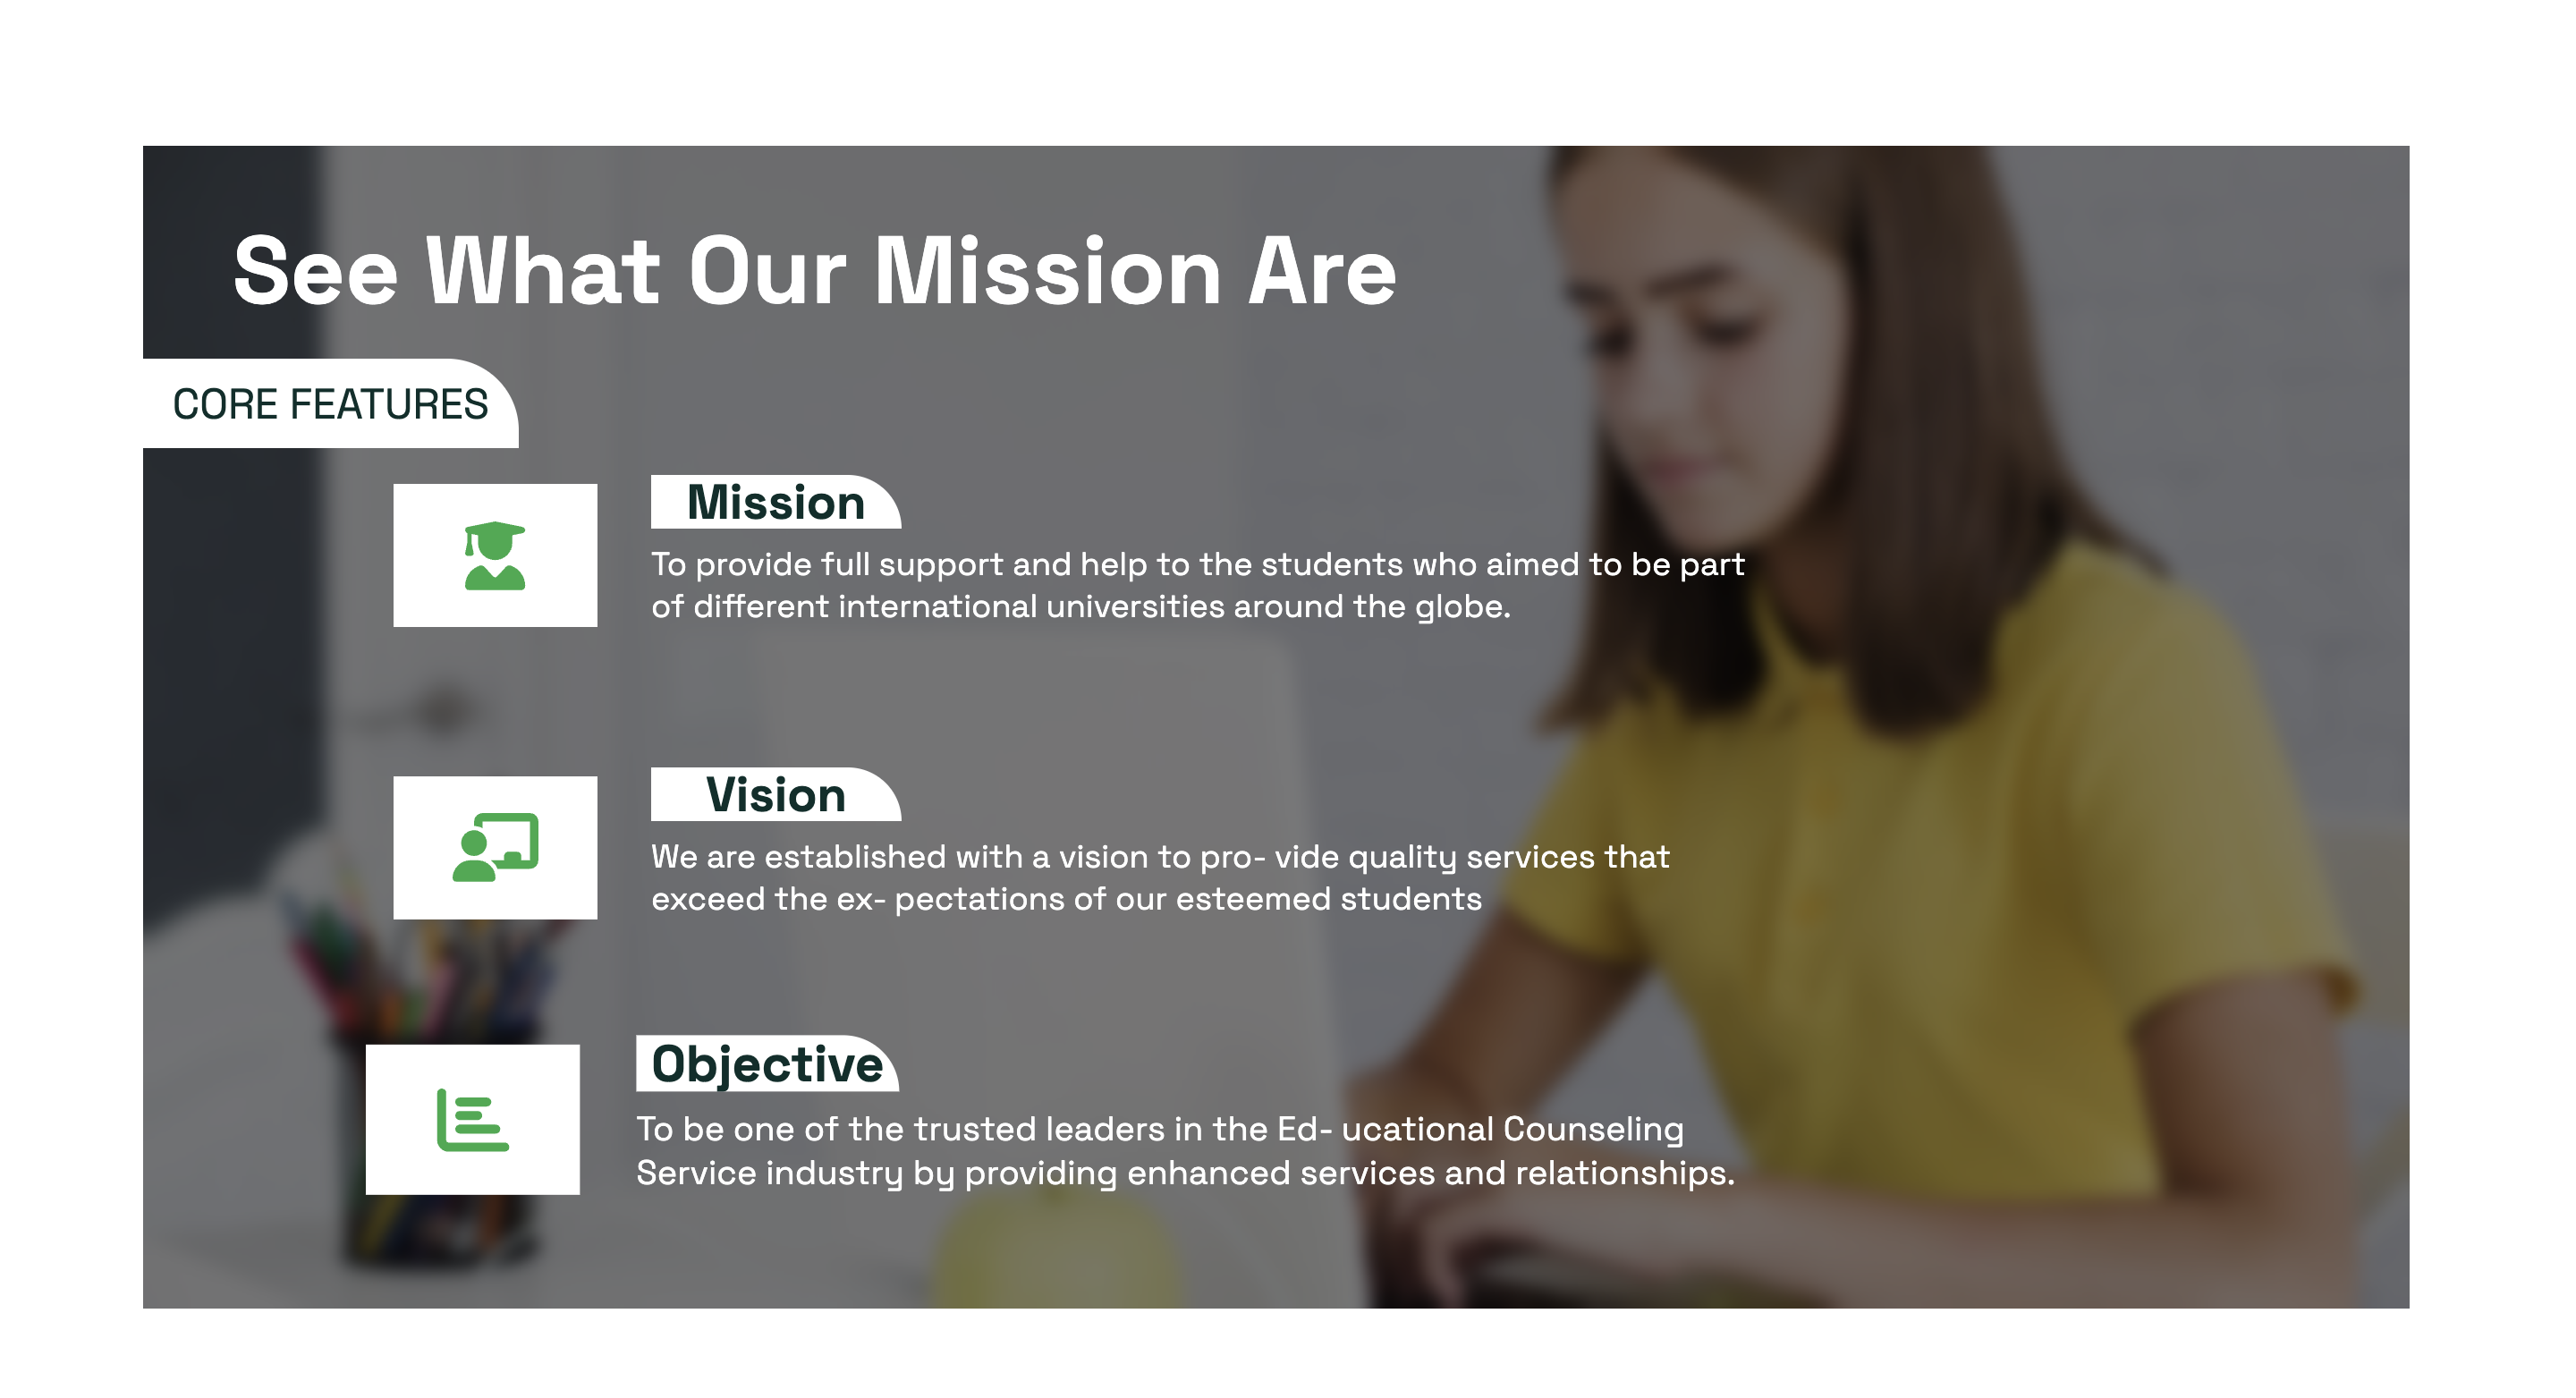 See What Our Mission Are
CORE FEATURES
Mission
To provide full support and help to the students who aimed to be part
of different international universities around the globe.
Vision
We are established with a vision to pro- vide quality services that
exceed the ex- pectations of our esteemed students
Objective
To be one of the trusted leaders in the Ed- ucational Counseling
Service industry by providing enhanced services and relationships.